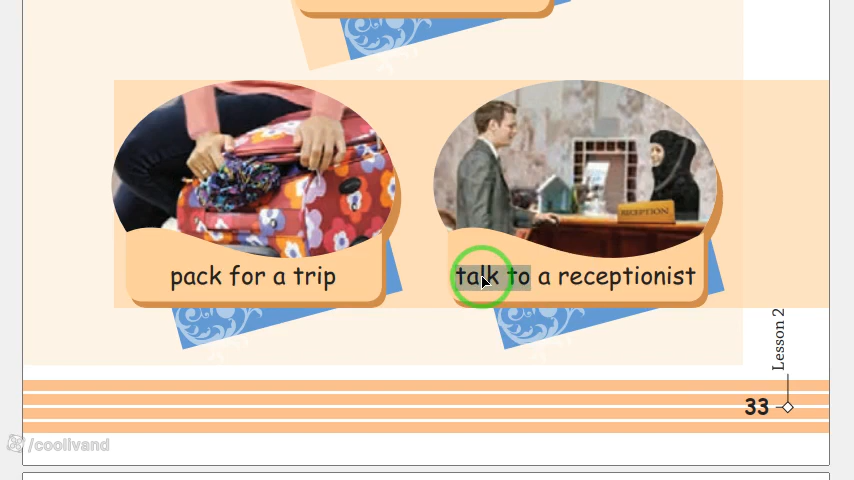 RECEPTION
pack for a trip
talk to a receptionist
Lesson 2
33
/coolivand